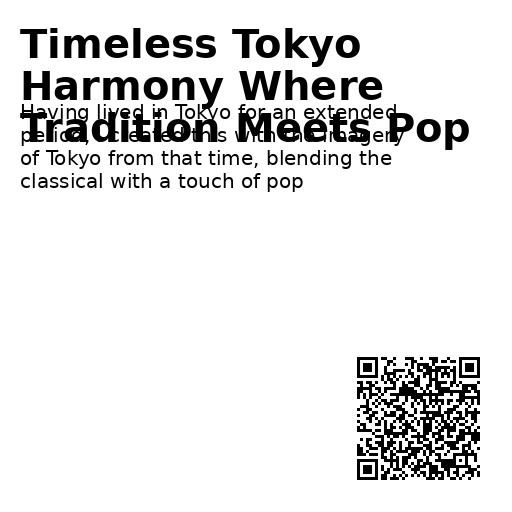 Timeless Tokyo
Harmony Where
Tradition Meets Pop
Having lived in Tokyo for an extended
period, I created this with the imagery
of Tokyo from that time, blending the
classical with a touch of pop